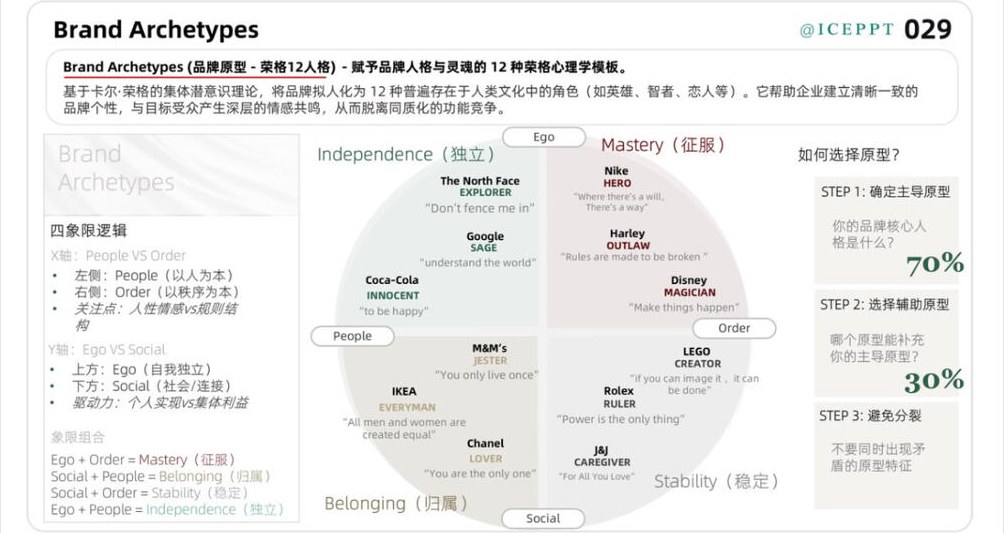 Brand Archetypes
@ICEPPT 029
Brand Archetypes (品牌原型 - 荣格12人格) - 赋予品牌人格与灵魂的 12 种荣格心理学模板。
基于卡尔·荣格的集体潜意识理论，将品牌拟人化为 12 种普遍存在于人类文化中的角色（如英雄、智者、恋人等）。它帮助企业建立清晰一致的
品牌个性，与目标受众产生深层的情感共鸣，从而脱离同质化的功能竞争。
Brand
Archetypes
四象限逻辑
X轴：People VS Order
• 左侧：People（以人为本）
• 右侧：Order（以秩序为本）
• 关注点：人性情感vs规则结
构
Y轴：Ego VS Social
• 上方：Ego（自我独立）
• 下方：Social（社会/连接）
• 驱动力：个人实现vs集体利益
象限组合
Ego + Order = Mastery（征服）
Social + People = Belonging（归属）
Social + Order = Stability（稳定）
Ego + People = Independence（独立）
Ego
Independence（独立）
The North Face
EXPLORER
“Don’t fence me in”
Google
SAGE
“understand the world”
Coca-Cola
INNOCENT
“to be happy”
Mastery（征服）
Nike
HERO
“Where there’s a will,
There’s a way”
Harley
OUTLAW
“Rules are made to be broken ”
Disney
MAGICIAN
“Make things happen”
People
Order
M&M’s
JESTER
“You only live once”
IKEA
EVERYMAN
“All men and women are
created equal”
Chanel
LOVER
“You are the only one”
Belonging（归属）
LEGO
CREATOR
“if you can image it ，it can
be done”
Rolex
RULER
“Power is the only thing”
J&J
CAREGIVER
“For All You Love”
Stability（稳定）
Social
如何选择原型？
STEP 1: 确定主导原型
你的品牌核心人
格是什么？
70%
STEP 2: 选择辅助原型
哪个原型能补充
你的主导原型？
30%
STEP 3: 避免分裂
不要同时出现矛
盾的原型特征